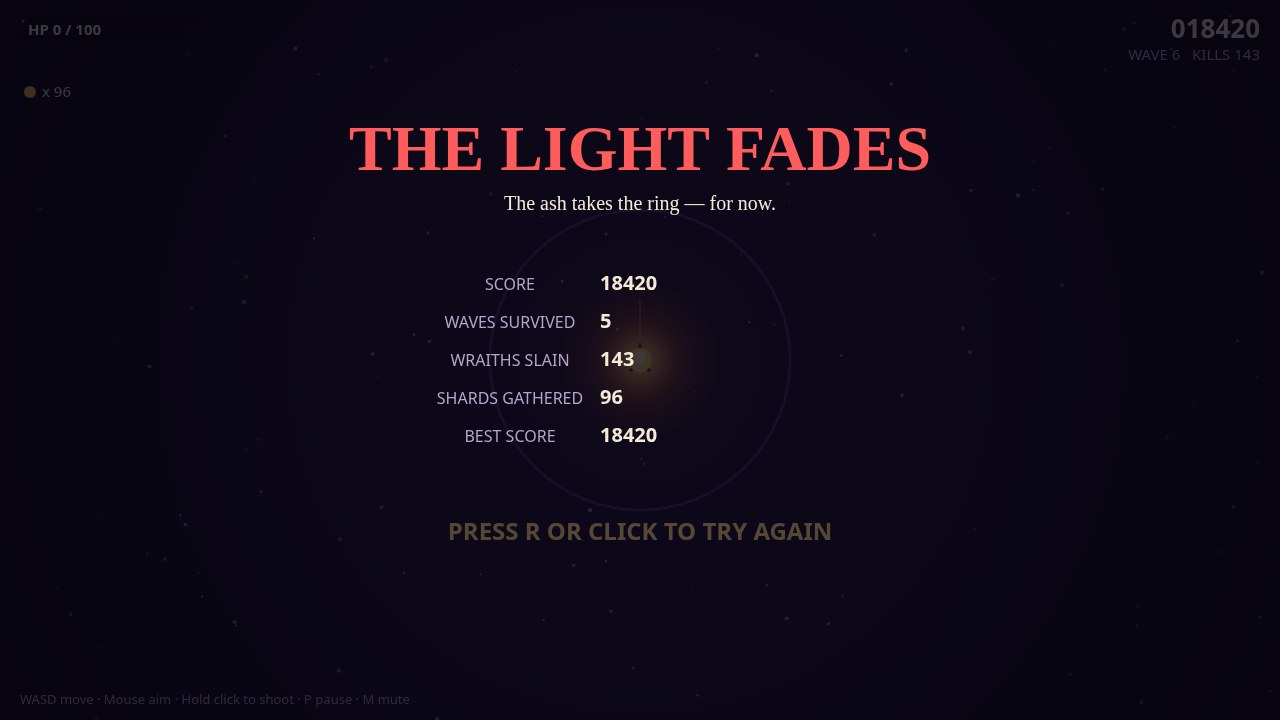 HP 0 / 100
018420
WAVE 6 KILLS 143
x 96
THE LIGHT FADES
The ash takes the ring — for now.
SCORE 18420
WAVES SURVIVED 5
WRAITHS SLAIN 143
SHARDS GATHERED 96
BEST SCORE 18420
PRESS R OR CLICK TO TRY AGAIN
WASD move · Mouse aim · Hold click to shoot · P pause · M mute